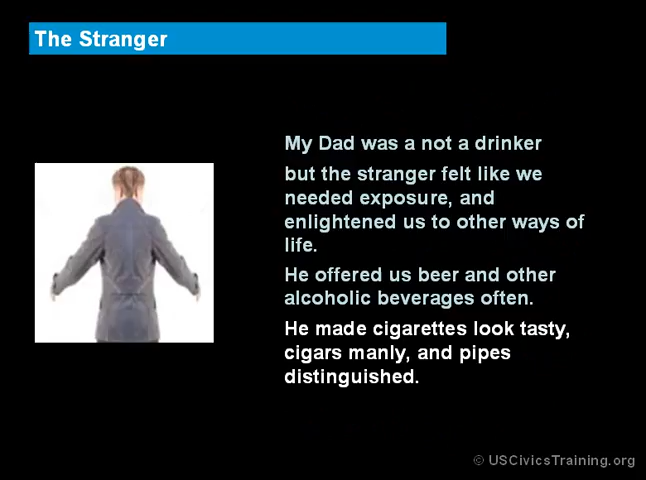 The Stranger
My Dad was a not a drinker
but the stranger felt like we
needed exposure, and
enlightened us to other ways of
life.
He offered us beer and other
alcoholic beverages often.
He made cigarettes look tasty,
cigars manly, and pipes
distinguished.
© USCivicsTraining.org